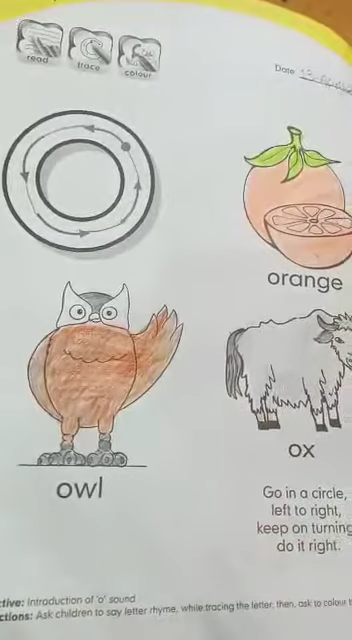 read
trace
colour
Date
orange
owl
ox
Go in a circle,
left to right,
keep on turning
do it right.
ctive: Introduction of 'o' sound
ctions: Ask children to say letter rhyme, while tracing the letter, then, ask to colour